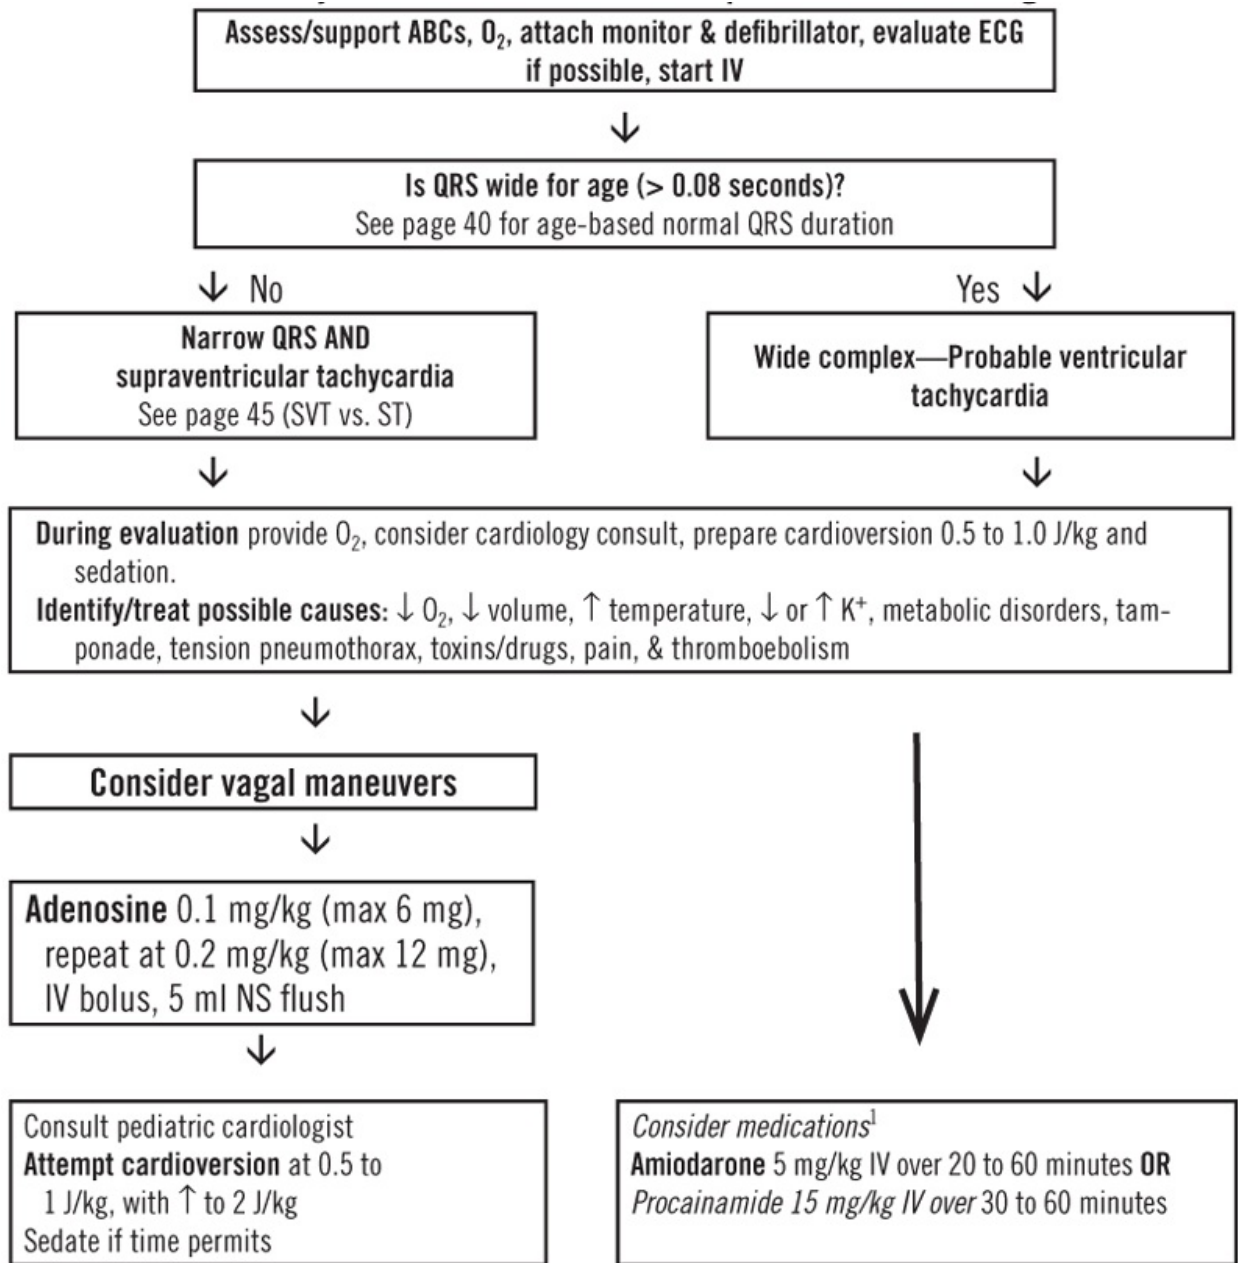 Assess/support ABCs, O₂, attach monitor & defibrillator, evaluate ECG
if possible, start IV
↓
Is QRS wide for age (> 0.08 seconds)?
See page 40 for age-based normal QRS duration
↓ No
Yes ↓
Narrow QRS AND
supraventricular tachycardia
See page 45 (SVT vs. ST)
Wide complex—Probable ventricular
tachycardia
↓
↓
During evaluation provide O₂, consider cardiology consult, prepare cardioversion 0.5 to 1.0 J/kg and
sedation.
Identify/treat possible causes: ↓ O₂, ↓ volume, ↑ temperature, ↓ or ↑ K⁺, metabolic disorders, tam-
ponade, tension pneumothorax, toxins/drugs, pain, & thromboebolism
↓
Consider vagal maneuvers
↓
Adenosine 0.1 mg/kg (max 6 mg),
repeat at 0.2 mg/kg (max 12 mg),
IV bolus, 5 ml NS flush
↓
Consult pediatric cardiologist
Attempt cardioversion at 0.5 to
1 J/kg, with ↑ to 2 J/kg
Sedate if time permits
Consider medications¹
Amiodarone 5 mg/kg IV over 20 to 60 minutes OR
Procainamide 15 mg/kg IV over 30 to 60 minutes